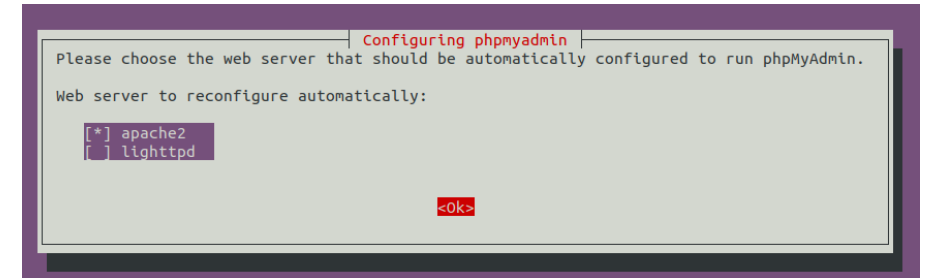 Configuring phpmyadmin
Please choose the web server that should be automatically configured to run phpMyAdmin.
Web server to reconfigure automatically:
[*] apache2
[ ] lighttpd
<Ok>